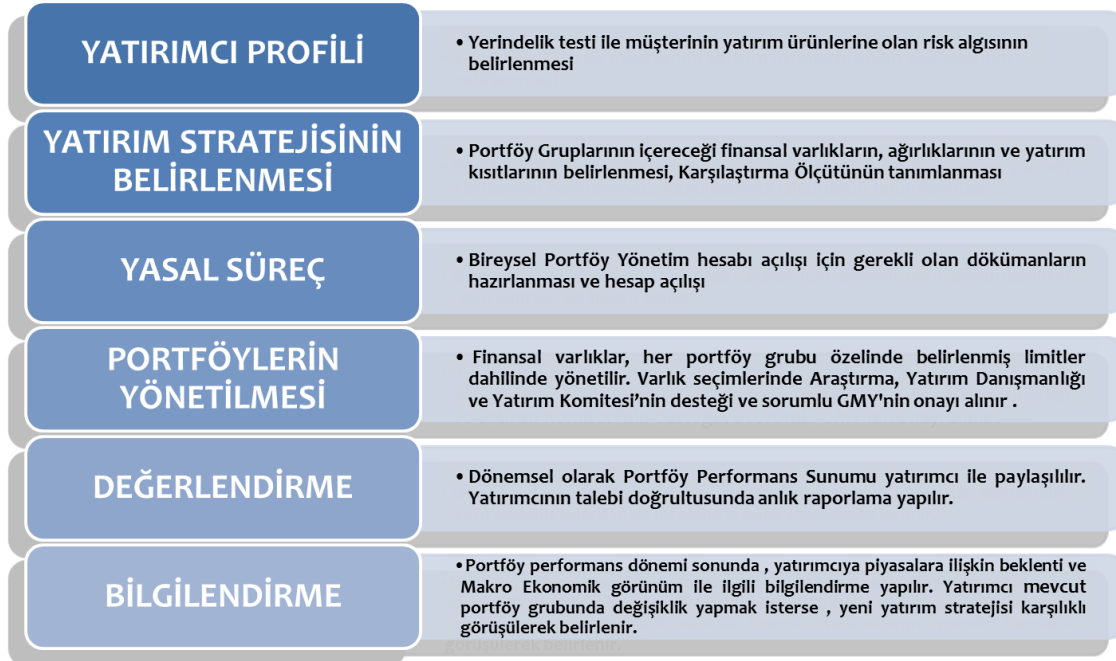 YATIRIMCI PROFİLİ
• Yerindelik testi ile müşterinin yatırım ürünlerine olan risk algısının
belirlenmesi
YATIRIM STRATEJİSİNİN
BELİRLENMESİ
• Portföy Gruplarının içereceği finansal varlıkların, ağırlıklarının ve yatırım
kısıtlarının belirlenmesi, Karşılaştırma Ölçütünün tanımlanması
YASAL SÜREÇ
• Bireysel Portföy Yönetim hesabı açılışı için gerekli olan dökümanların
hazırlanması ve hesap açılışı
PORTFÖYLERİN
YÖNETİLMESİ
• Finansal varlıklar, her portföy grubu özelinde belirlenmiş limitler
dahilinde yönetilir. Varlık seçimlerinde Araştırma, Yatırım Danışmanlığı
ve Yatırım Komitesi’nin desteği ve sorumlu GMY'nin onayı alınır .
DEĞERLENDİRME
• Dönemsel olarak Portföy Performans Sunumu yatırımcı ile paylaşılılır.
Yatırımcının talebi doğrultusunda anlık raporlama yapılır.
BİLGİLENDİRME
• Portföy performans dönemi sonunda , yatırımcıya piyasalara ilişkin beklenti ve
Makro Ekonomik görünüm ile ilgili bilgilendirme yapılır. Yatırımcı mevcut
portföy grubunda değişiklik yapmak isterse , yeni yatırım stratejisi karşılıklı
görüşülerek belirlenir.